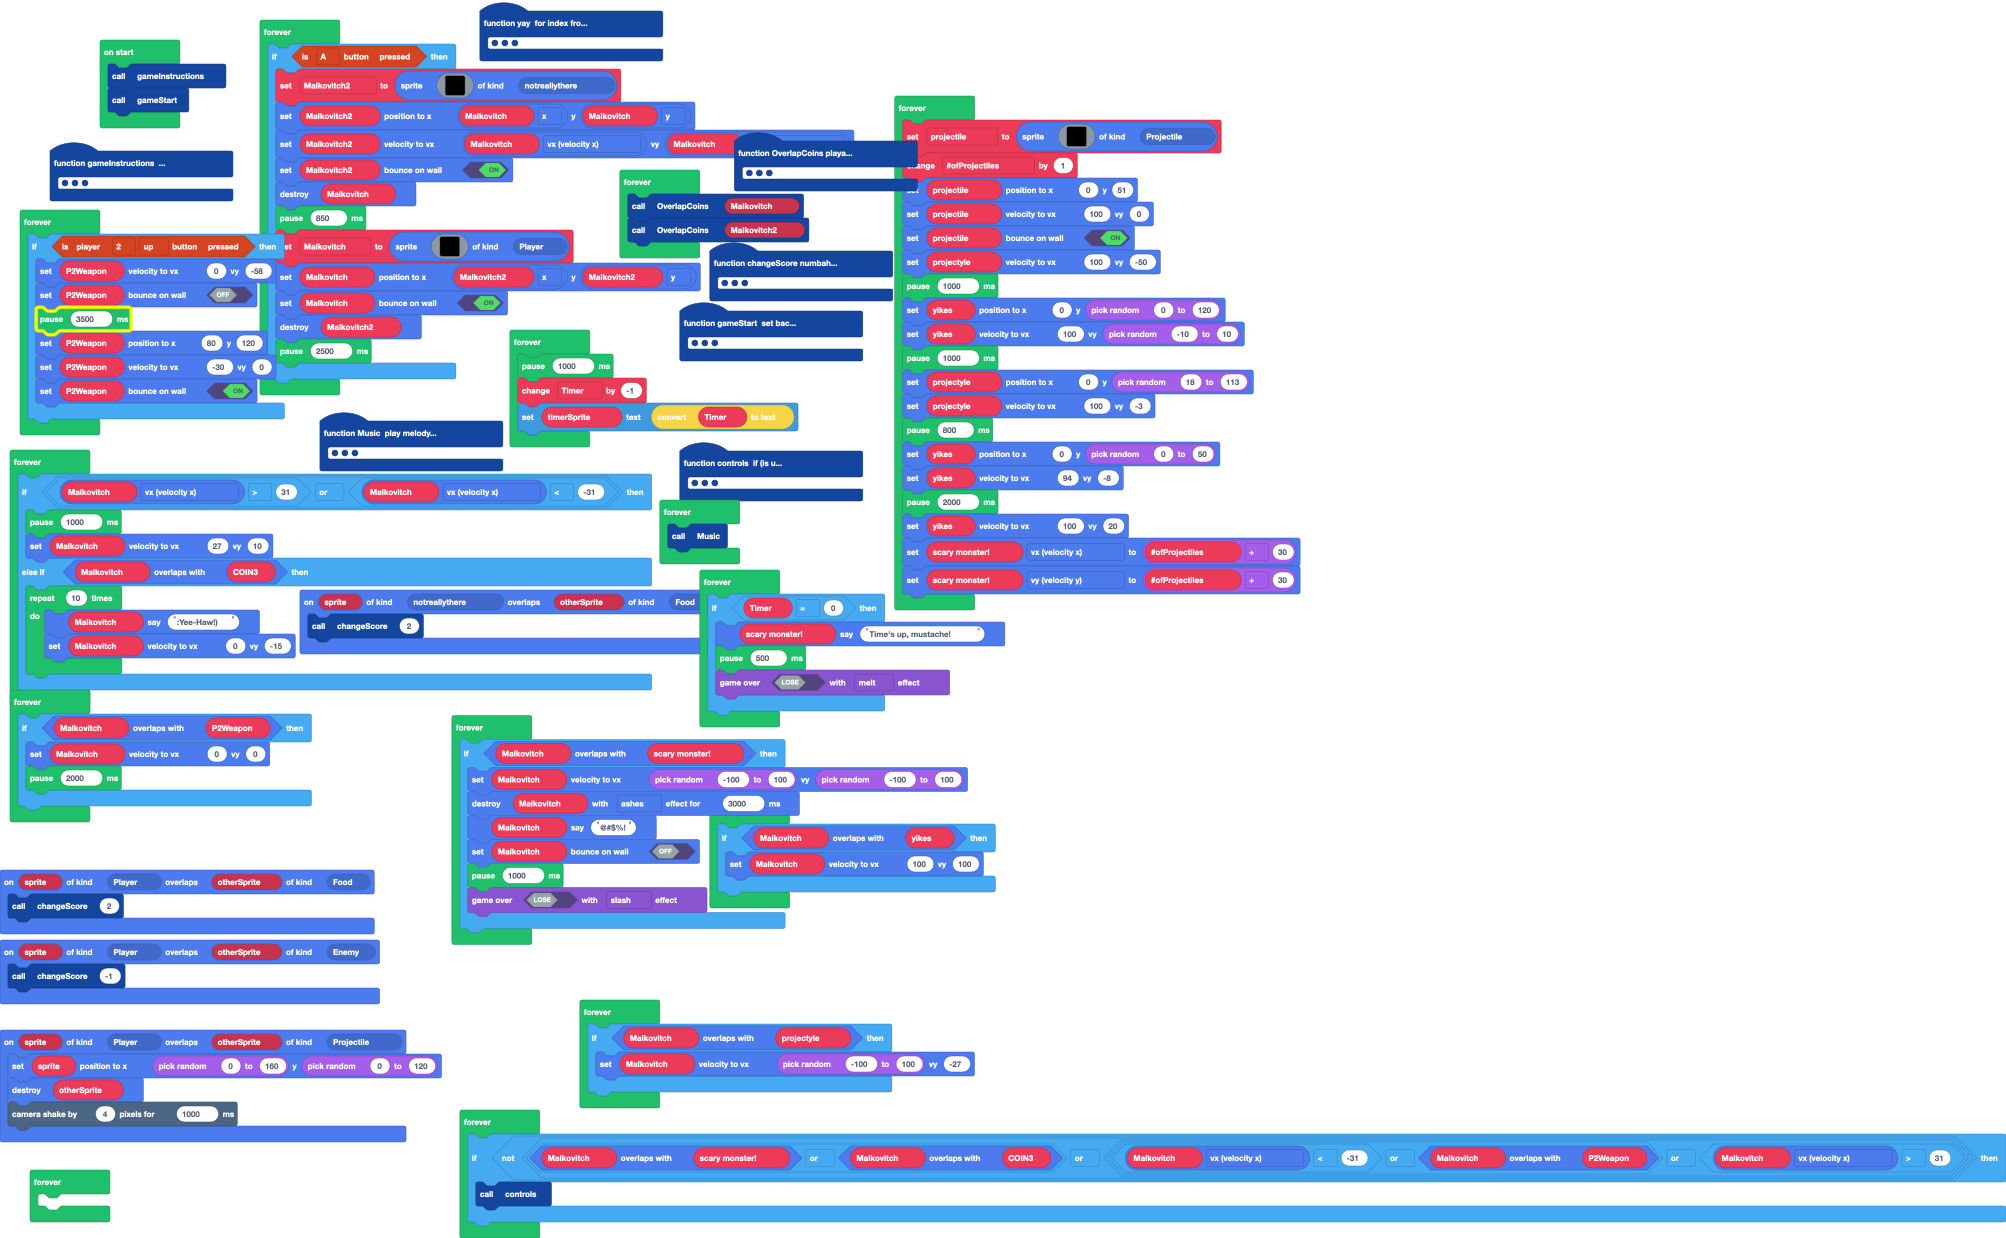 on start
call gameInstructions
call gameStart
function gameInstructions ...
forever
if is player 2 up button pressed then
set P2Weapon velocity to vx 0 vy -58
set P2Weapon bounce on wall OFF
pause 3500 ms
set P2Weapon position to x 80 y 120
set P2Weapon velocity to vx -30 vy 0
set P2Weapon bounce on wall ON
forever
if is A button pressed then
set Malkovitch2 to sprite of kind notreallythere
set Malkovitch2 position to x Malkovitch x y Malkovitch y
set Malkovitch2 velocity to vx Malkovitch vx (velocity x) vy Malkovitch
set Malkovitch2 bounce on wall ON
destroy Malkovitch
pause 850 ms
set Malkovitch to sprite of kind Player
set Malkovitch position to x Malkovitch2 x y Malkovitch2 y
set Malkovitch bounce on wall ON
destroy Malkovitch2
pause 2500 ms
function yay for index fro...
forever
call OverlapCoins Malkovitch
call OverlapCoins Malkovitch2
function OverlapCoins playa...
function changeScore numbah...
function gameStart set bac...
forever
pause 1000 ms
change Timer by -1
set timerSprite text convert Timer to text
function Music play melody...
function controls if (is u...
forever
call Music
forever
set projectile to sprite of kind Projectile
change #ofProjectiles by 1
set projectile position to x 0 y 51
set projectile velocity to vx 100 vy 0
set projectile bounce on wall ON
set projectyle velocity to vx 100 vy -50
pause 1000 ms
set yikes position to x 0 y pick random 0 to 120
set yikes velocity to vx 100 vy pick random -10 to 10
pause 1000 ms
set projectyle position to x 0 y pick random 18 to 113
set projectyle velocity to vx 100 vy -3
pause 800 ms
set yikes position to x 0 y pick random 0 to 50
set yikes velocity to vx 94 vy -8
pause 2000 ms
set yikes velocity to vx 100 vy 20
set scary monster! vx (velocity x) to #ofProjectiles + 30
set scary monster! vy (velocity y) to #ofProjectiles + 30
forever
if Malkovitch vx (velocity x) > 31 or Malkovitch vx (velocity x) < -31 then
pause 1000 ms
set Malkovitch velocity to vx 27 vy 10
else if Malkovitch overlaps with COIN3 then
repeat 10 times
do Malkovitch say ":Yee-Haw!)"
set Malkovitch velocity to vx 0 vy -15
on sprite of kind notreallythere overlaps otherSprite of kind Food
call changeScore 2
forever
if Timer = 0 then
scary monster! say "Time's up, mustache!"
pause 500 ms
game over LOSE with melt effect
forever
if Malkovitch overlaps with P2Weapon then
set Malkovitch velocity to vx 0 vy 0
pause 2000 ms
forever
if Malkovitch overlaps with scary monster! then
set Malkovitch velocity to vx pick random -100 to 100 vy pick random -100 to 100
destroy Malkovitch with ashes effect for 3000 ms
Malkovitch say "@#$%!"
set Malkovitch bounce on wall OFF
pause 1000 ms
game over LOSE with slash effect
if Malkovitch overlaps with yikes then
set Malkovitch velocity to vx 100 vy 100
on sprite of kind Player overlaps otherSprite of kind Food
call changeScore 2
on sprite of kind Player overlaps otherSprite of kind Enemy
call changeScore -1
on sprite of kind Player overlaps otherSprite of kind Projectile
set sprite position to x pick random 0 to 160 y pick random 0 to 120
destroy otherSprite
camera shake by 4 pixels for 1000 ms
forever
if Malkovitch overlaps with projectyle then
set Malkovitch velocity to vx pick random -100 to 100 vy -27
forever
if not Malkovitch overlaps with scary monster! or Malkovitch overlaps with COIN3 or Malkovitch vx (velocity x) < -31 or Malkovitch overlaps with P2Weapon or Malkovitch vx (velocity x) > 31 then
call controls
forever